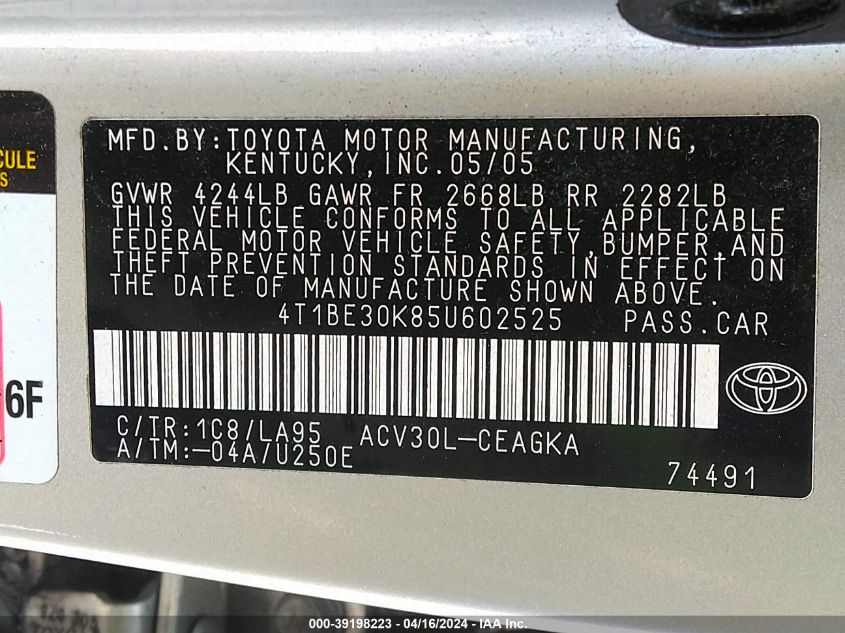 CULE
S
6F
MFD.BY:TOYOTA MOTOR MANUFACTURING,
KENTUCKY,INC.05/05
GVWR 4244LB GAWR FR 2668LB RR 2282LB
THIS VEHICLE CONFORMS TO ALL APPLICABLE
FEDERAL MOTOR VEHICLE SAFETY,BUMPER,AND
THEFT PREVENTION STANDARDS IN EFFECT ON
THE DATE OF MANUFACTURE SHOWN ABOVE.
4T1BE30K85U602525 PASS.CAR
C/TR:1C8/LA95 ACV30L-CEAGKA
A/TM:-04A/U250E
74491
TOYOTA
000-39198223 - 04/16/2024 - IAA Inc.